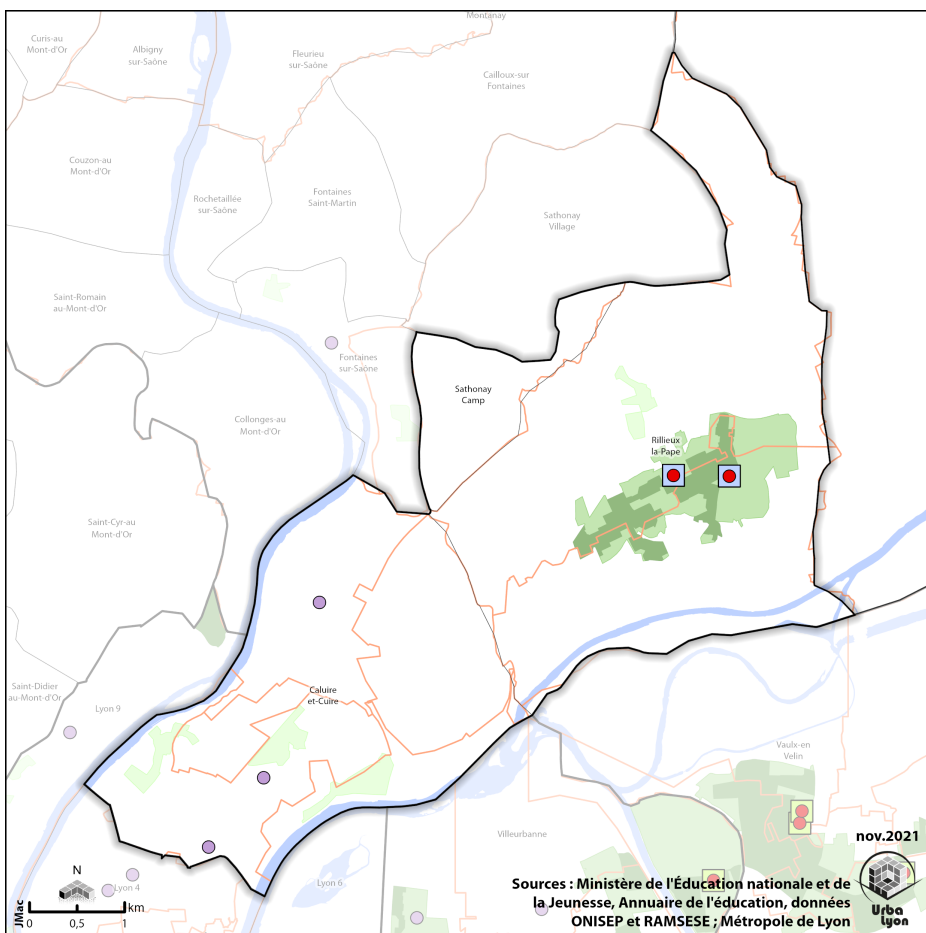 Montanay
Curis-au
Mont-d'Or
Albigny
sur-Saône
Fleurieu
sur-Saône
Cailloux-sur
Fontaines
Couzon-au
Mont-d'Or
Rochetaillée
sur-Saône
Fontaines
Saint-Martin
Sathonay
Village
Saint-Romain
au-Mont-d'Or
Fontaines
sur-Saône
Sathonay
Camp
Collonges-au
Mont-d'Or
Rillieux
la-Pape
Saint-Cyr-au
Mont-d'Or
Saint-Didier
au-Mont-d'Or
Lyon 9
Caluire
et-Cuire
Vaulx-en
Velin
Villeurbanne
nov.2021
N
Lyon 4
Lyon 6
JMac
0 0,5 1 km
Sources : Ministère de l'Éducation nationale et de
la Jeunesse, Annuaire de l'éducation, données
ONISEP et RAMSESE ; Métropole de Lyon
Urba
Lyon